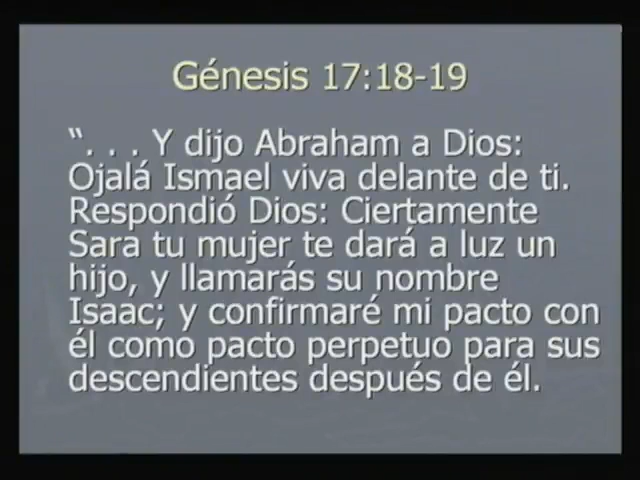 Génesis 17:18-19
“. . . Y dijo Abraham a Dios:
Ojalá Ismael viva delante de ti.
Respondió Dios: Ciertamente
Sara tu mujer te dará a luz un
hijo, y llamarás su nombre
Isaac; y confirmaré mi pacto con
él como pacto perpetuo para sus
descendientes después de él.